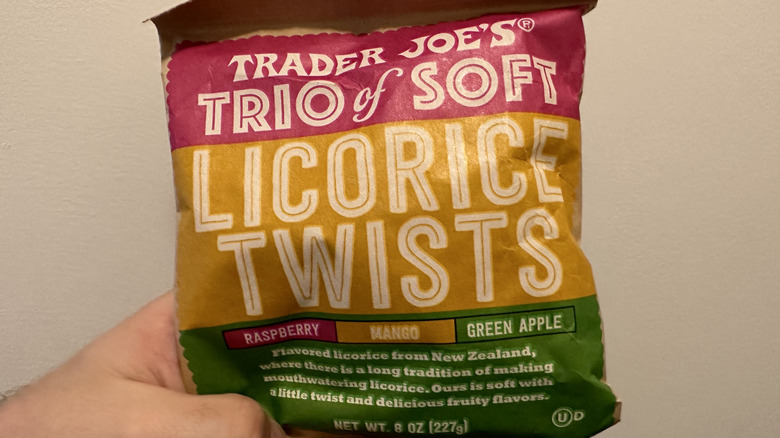 TRADER JOE'S®
TRIO of SOFT
LICORICE
TWISTS
RASPBERRY MANGO GREEN APPLE
Flavored licorice from New Zealand,
where there is a long tradition of making
mouthwatering licorice. Ours is soft with
a little twist and delicious fruity flavors.
NET WT. 8 OZ (227g)
U D